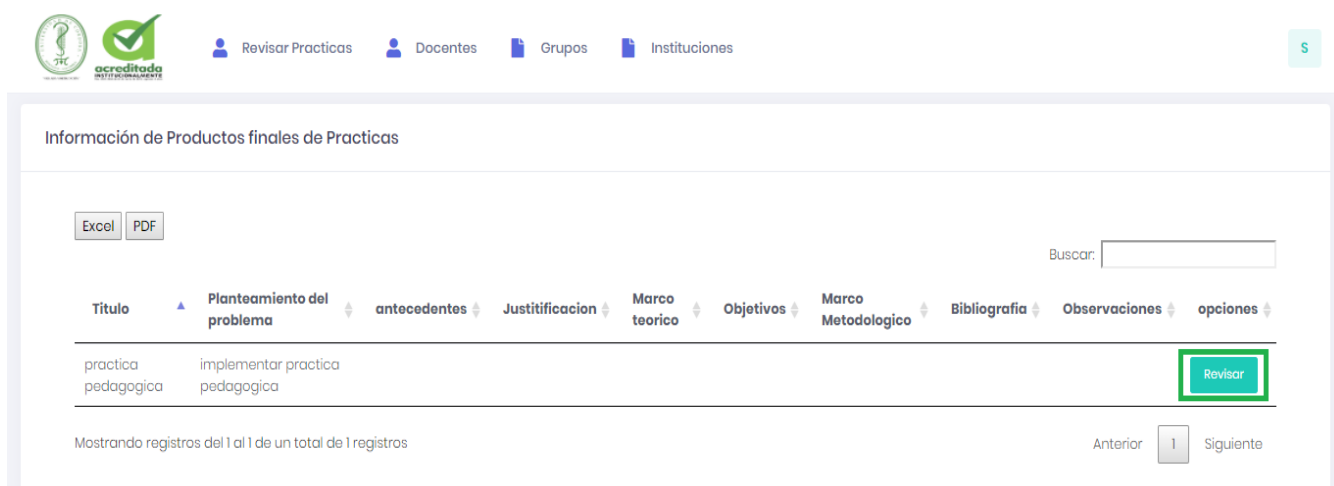 acreditada
INSTITUCIONALMENTE
Revisar Practicas Docentes Grupos Instituciones S
Información de Productos finales de Practicas
Excel PDF
Buscar:
Titulo Planteamiento del problema antecedentes Justitificacion Marco teorico Objetivos Marco Metodologico Bibliografia Observaciones opciones
practica pedagogica implementar practica pedagogica Revisar
Mostrando registros del 1 al 1 de un total de 1 registros
Anterior 1 Siguiente